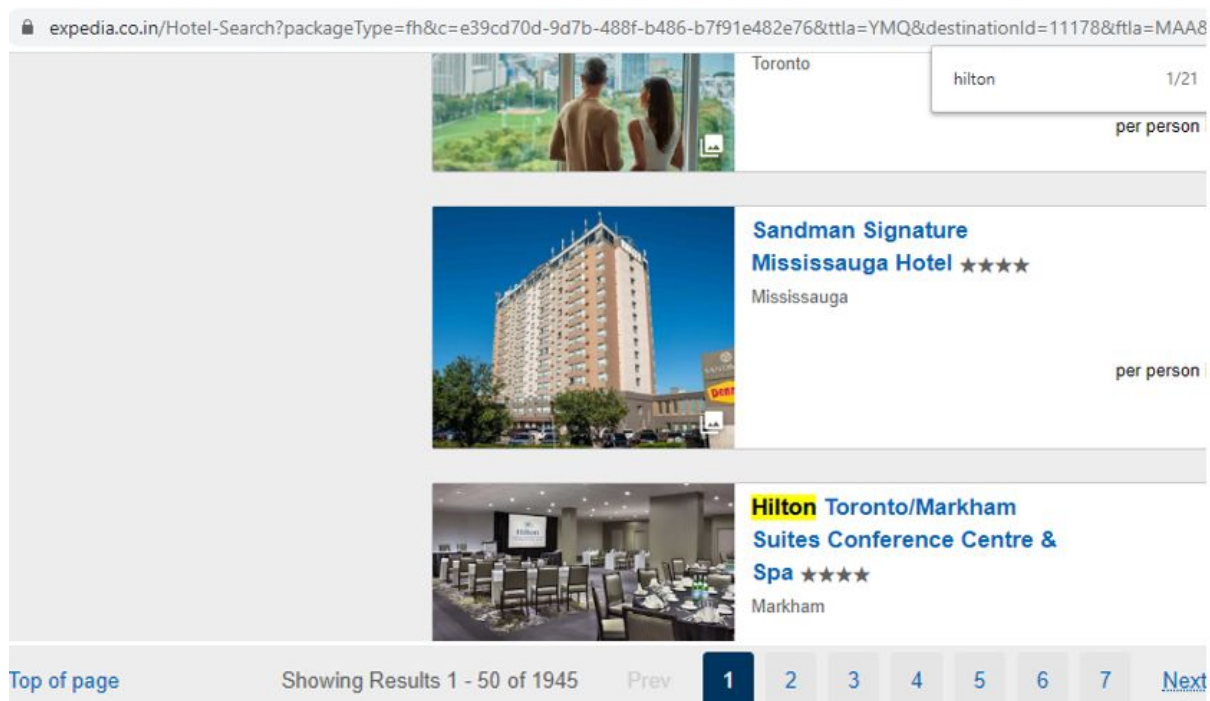 expedia.co.in/Hotel-Search?packageType=fh&c=e39cd70d-9d7b-488f-b486-b7f91e482e76&ttla=YMQ&destinationId=11178&ftla=MAA&
hilton 1/21
Toronto
per person
Sandman Signature
Mississauga Hotel
Mississauga
per person
Hilton
Hilton Toronto/Markham
Suites Conference Centre &
Spa
Markham
Top of page Showing Results 1 - 50 of 1945 Prev 1 2 3 4 5 6 7 Next